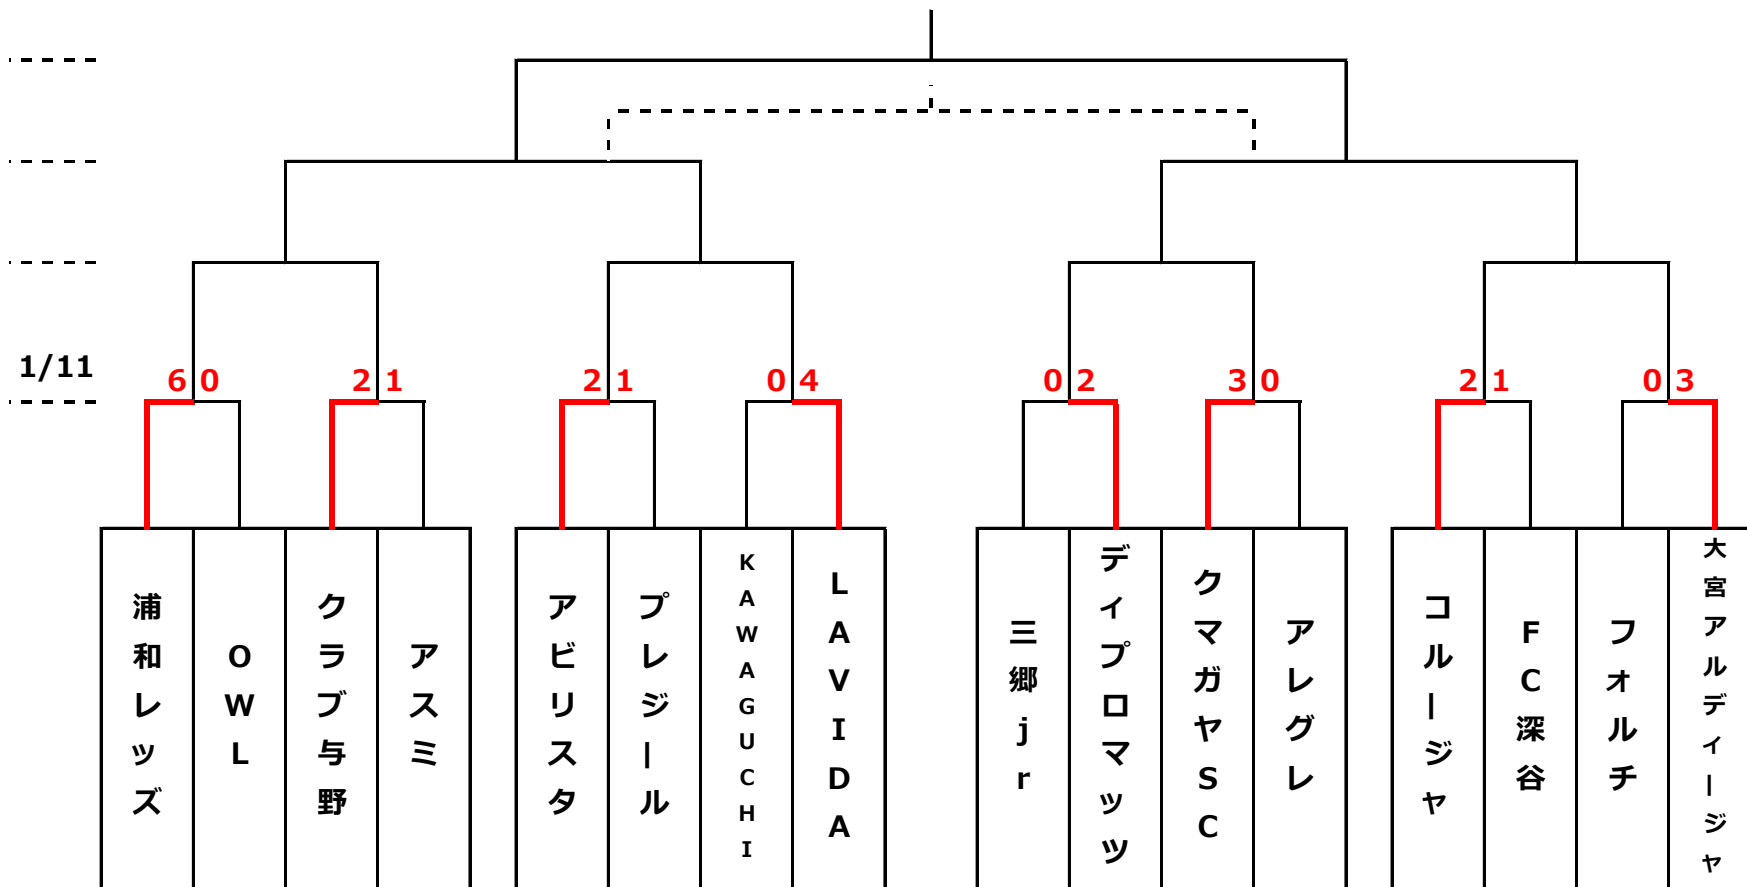 1/11
6 0
2 1
2 1
0 4
0 2
3 0
2 1
0 3
浦和レッズ
OWL
クラブ与野
アスミ
アビリスタ
プレジール
KAWAGUCHI
LAVIDA
三郷jr
ディプロマッツ
クマガヤSC
アレグレ
コルージャ
FC深谷
フォルチ
大宮アルディージャ